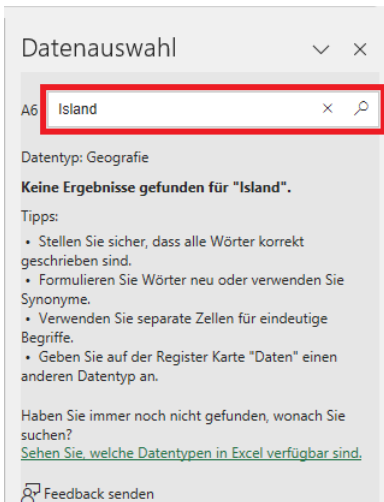 Datenauswahl
A6 Island
Datentyp: Geografie
Keine Ergebnisse gefunden für "Island".
Tipps:
• Stellen Sie sicher, dass alle Wörter korrekt
geschrieben sind.
• Formulieren Sie Wörter neu oder verwenden Sie
Synonyme.
• Verwenden Sie separate Zellen für eindeutige
Begriffe.
• Geben Sie auf der Register Karte "Daten" einen
anderen Datentyp an.
Haben Sie immer noch nicht gefunden, wonach Sie
suchen?
Sehen Sie, welche Datentypen in Excel verfügbar sind.
Feedback senden